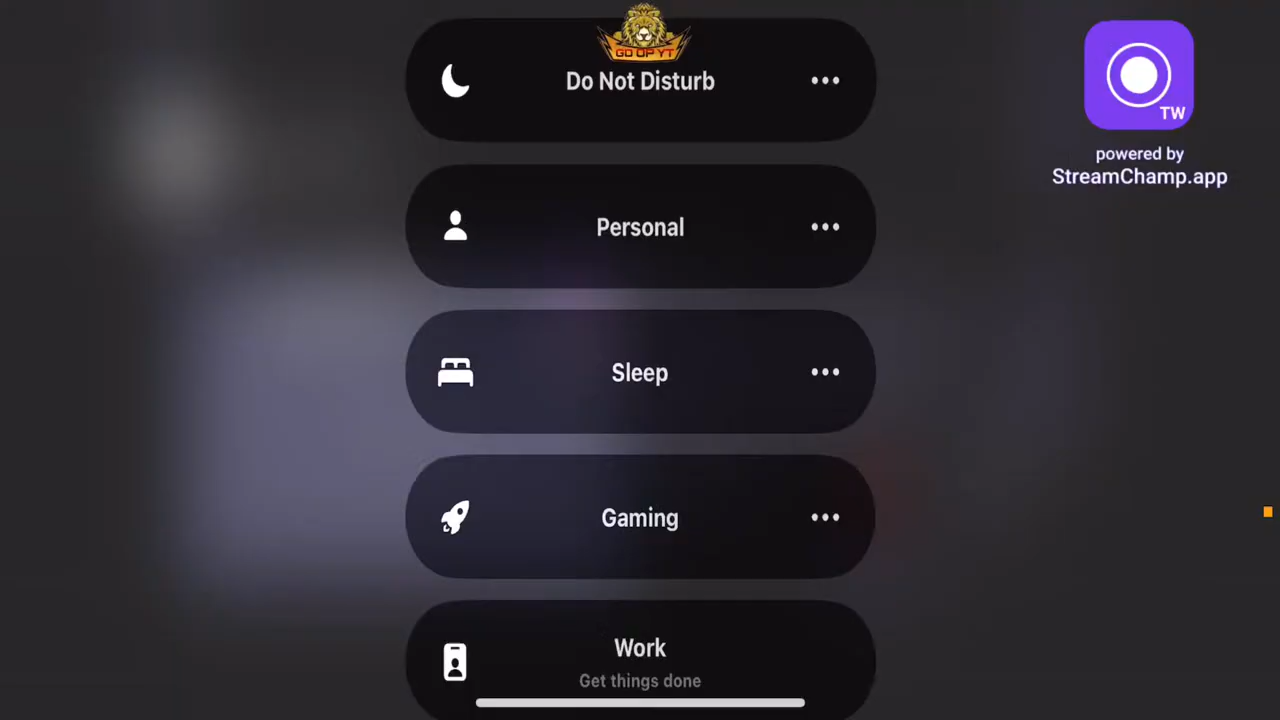 GO OP YT
Do Not Disturb
TW
powered by
StreamChamp.app
Personal
Sleep
Gaming
Work
Get things done